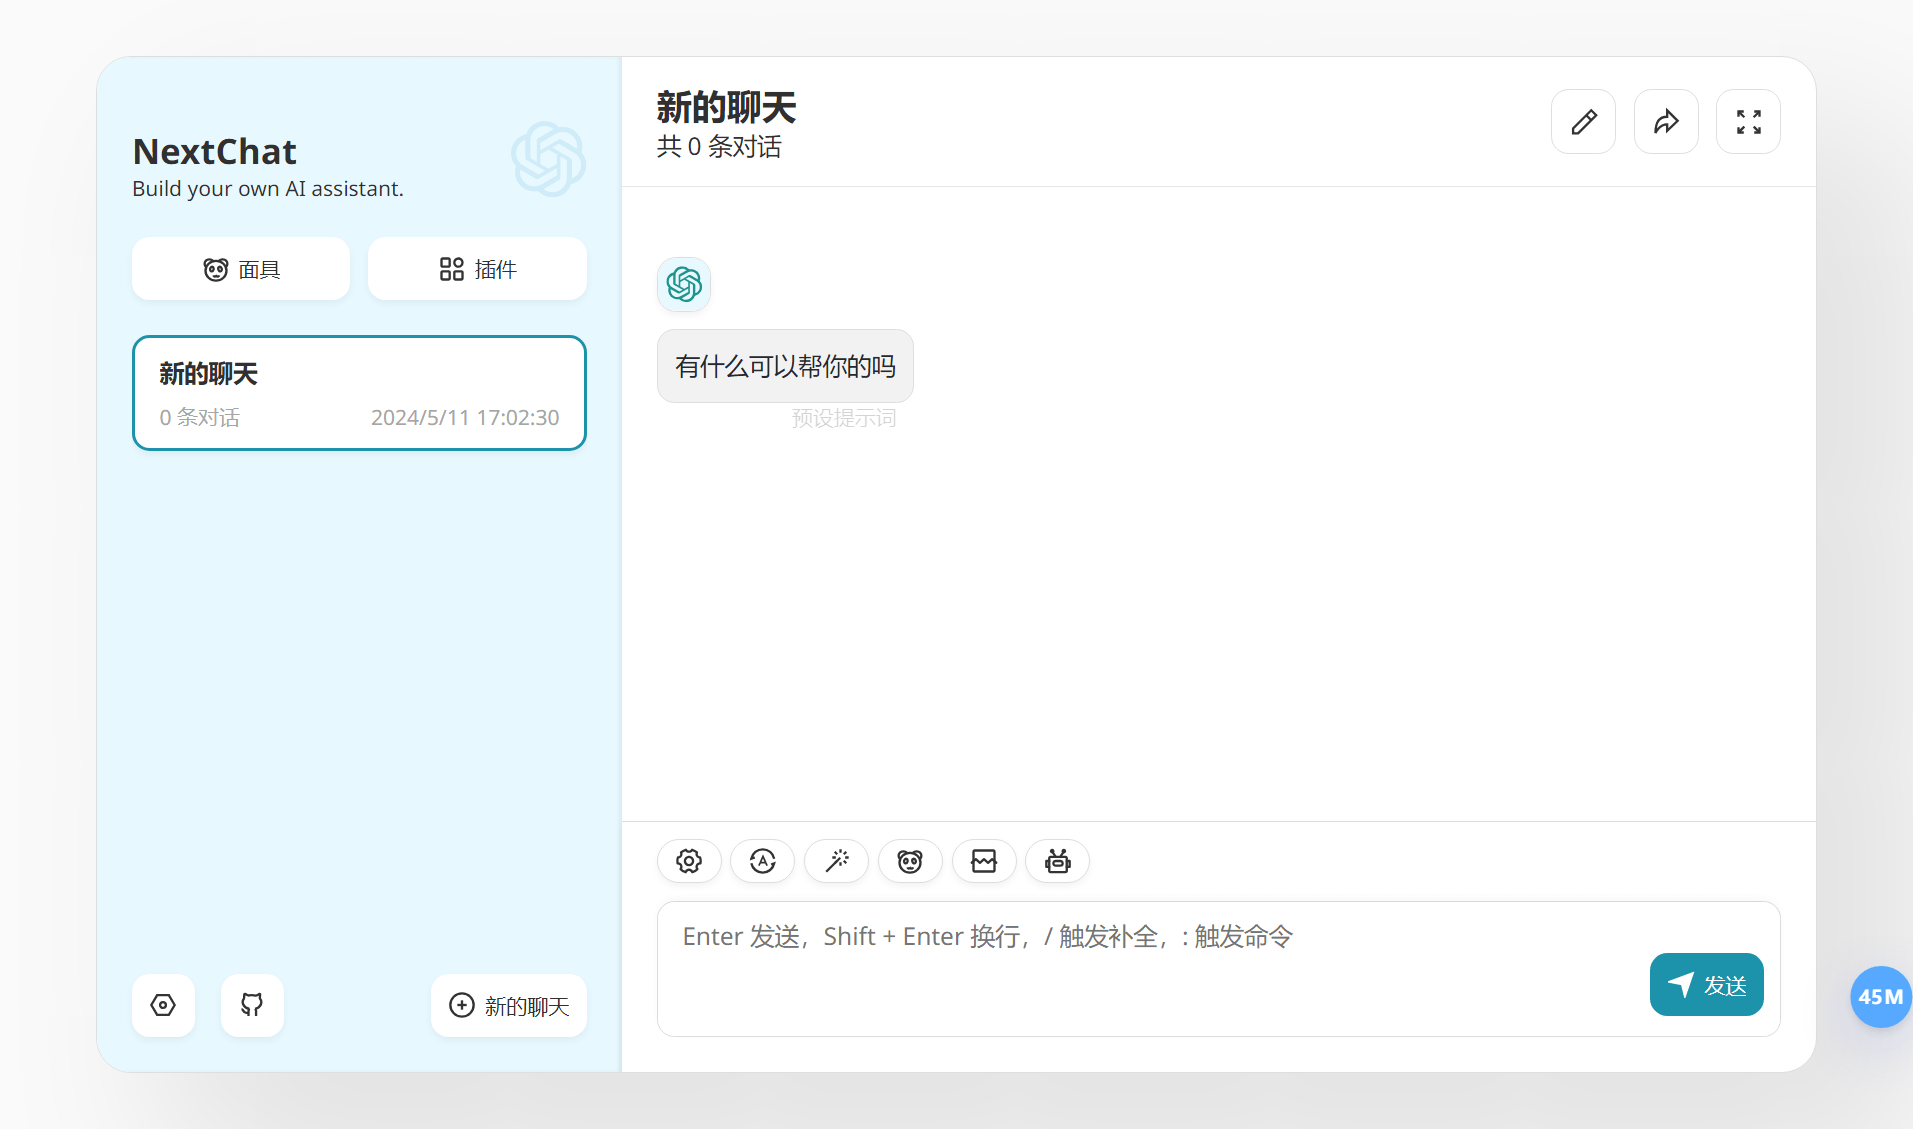 NextChat
Build your own AI assistant.
面具
插件
新的聊天
0 条对话
2024/5/11 17:02:30
新的聊天
新的聊天
共 0 条对话
有什么可以帮你的吗
预设提示词
Enter 发送，Shift + Enter 换行，/ 触发补全，: 触发命令
发送
45M